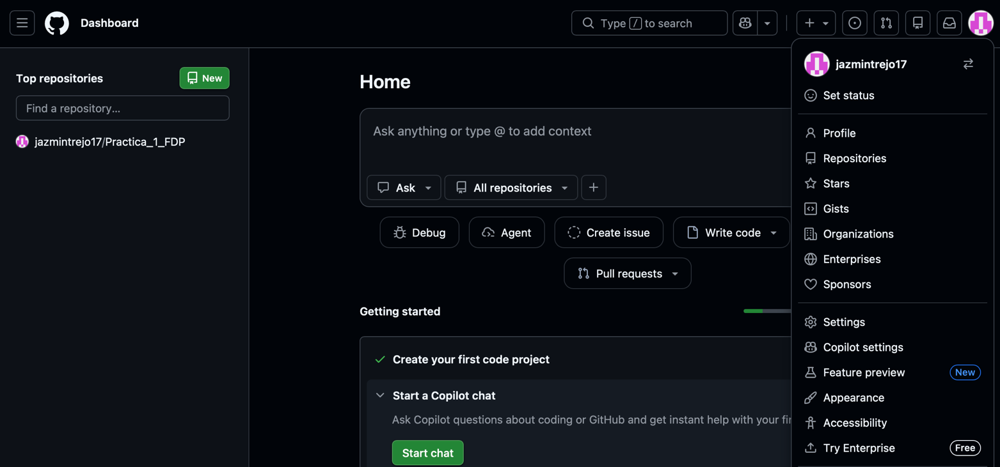 Dashboard
Type / to search
Top repositories
New
Find a repository...
jazmintrejo17/Practica_1_FDP
Home
Ask anything or type @ to add context
Ask
All repositories
Debug
Agent
Create issue
Write code
Pull requests
Getting started
Create your first code project
Start a Copilot chat
Ask Copilot questions about coding or GitHub and get instant help with your
Start chat
jazmintrejo17
Set status
Profile
Repositories
Stars
Gists
Organizations
Enterprises
Sponsors
Settings
Copilot settings
Feature preview New
Appearance
Accessibility
Try Enterprise Free